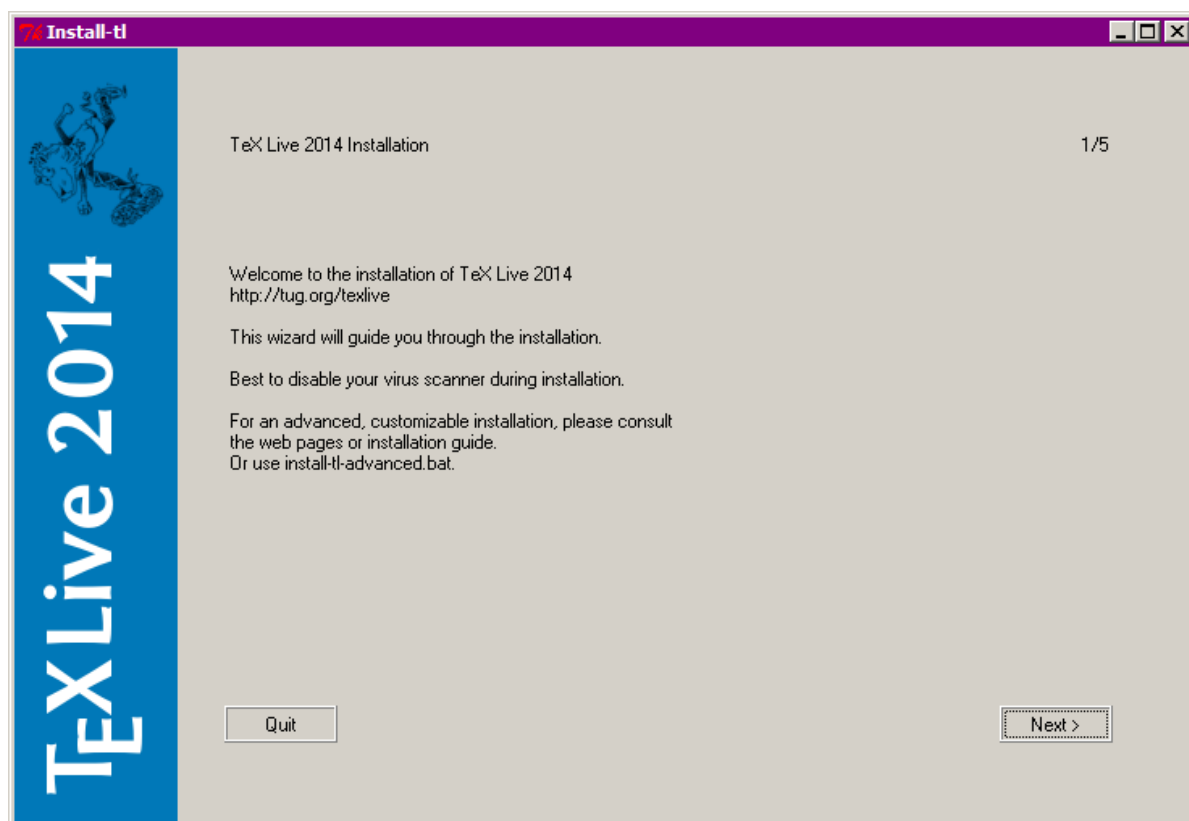 Install-tl
TeX Live 2014 Installation
1/5
Welcome to the installation of TeX Live 2014
http://tug.org/texlive
This wizard will guide you through the installation.
Best to disable your virus scanner during installation.
For an advanced, customizable installation, please consult
the web pages or installation guide.
Or use install-tl-advanced.bat.
Quit
Next >
TEX Live 2014